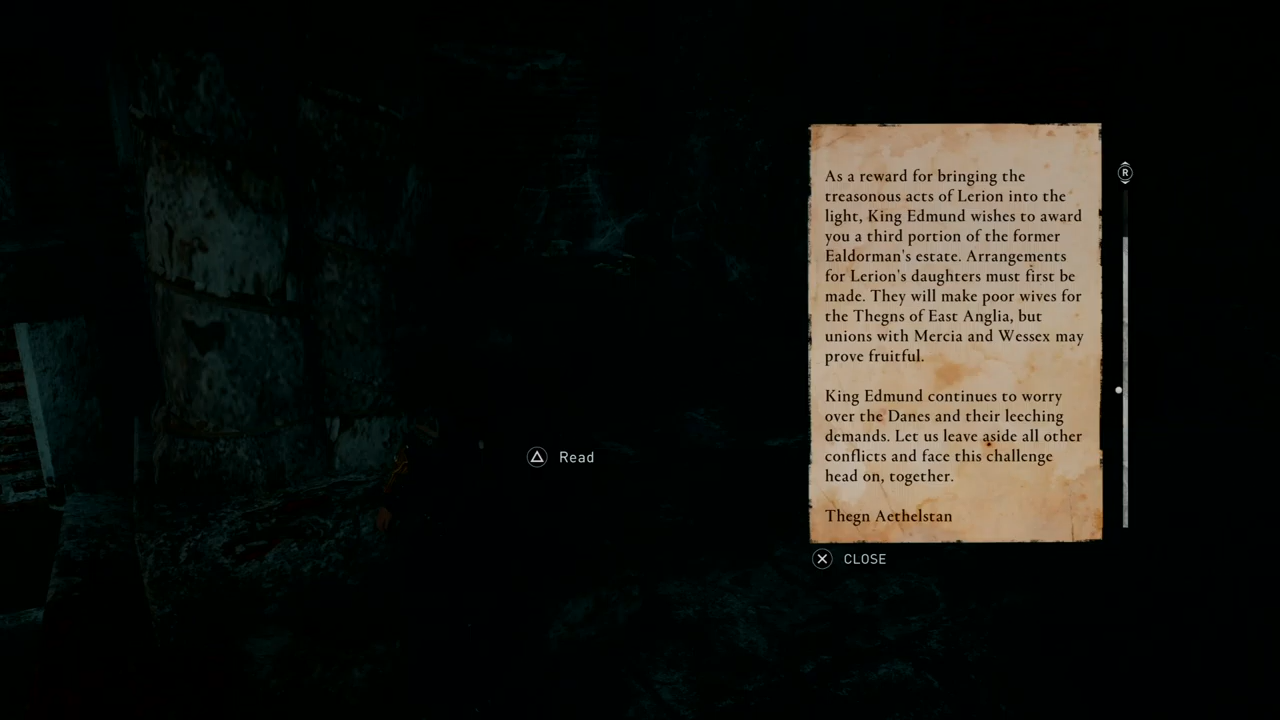 As a reward for bringing the
treasonous acts of Lerion into the
light, King Edmund wishes to award
you a third portion of the former
Ealdorman's estate. Arrangements
for Lerion's daughters must first be
made. They will make poor wives for
the Thegns of East Anglia, but
unions with Mercia and Wessex may
prove fruitful.
King Edmund continues to worry
over the Danes and their leeching
demands. Let us leave aside all other
conflicts and face this challenge
head on, together.
Thegn Aethelstan
R
Read
CLOSE